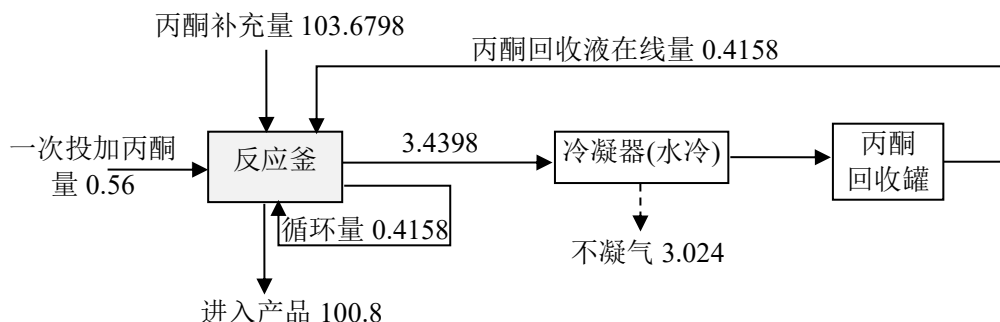 丙酮补充量 103.6798
丙酮回收液在线量 0.4158
一次投加丙酮
量 0.56
反应釜
3.4398
冷凝器(水冷)
丙酮
回收罐
循环量 0.4158
不凝气 3.024
进入产品 100.8